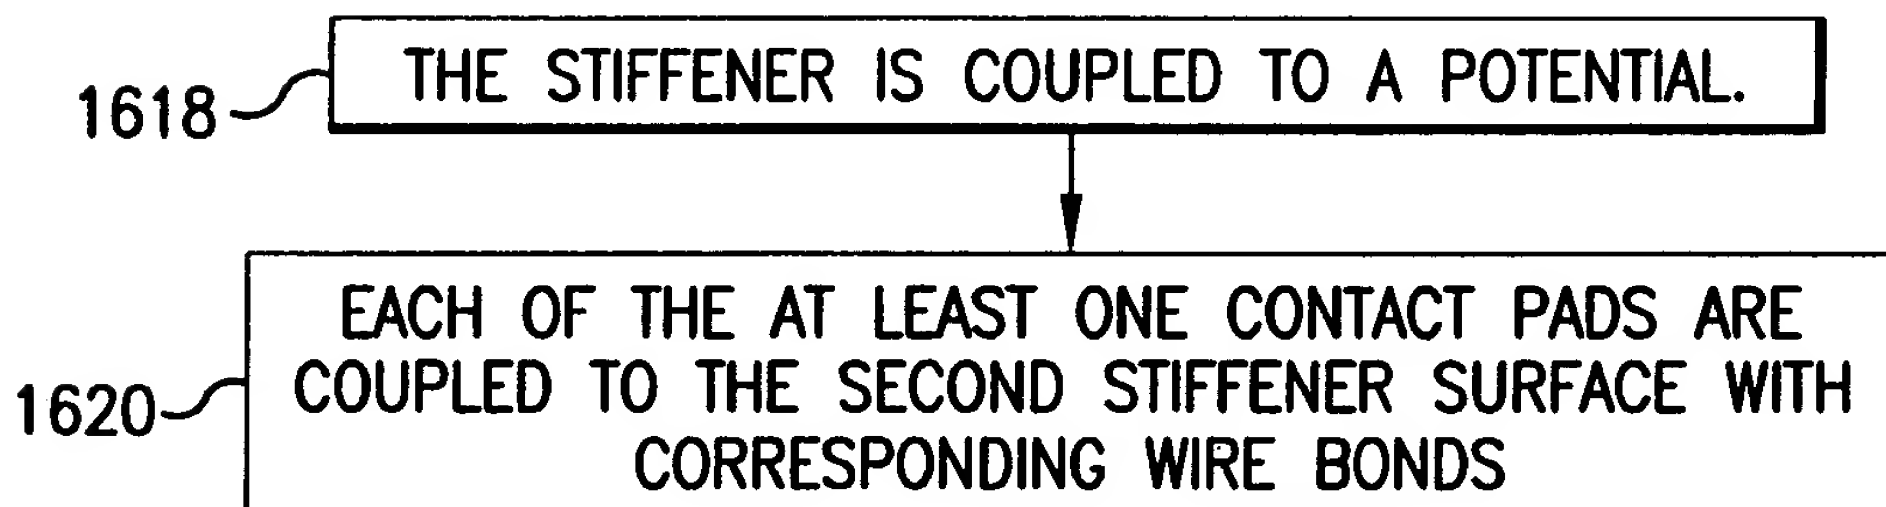 1618
THE STIFFENER IS COUPLED TO A POTENTIAL.
1620
EACH OF THE AT LEAST ONE CONTACT PADS ARE
COUPLED TO THE SECOND STIFFENER SURFACE WITH
CORRESPONDING WIRE BONDS